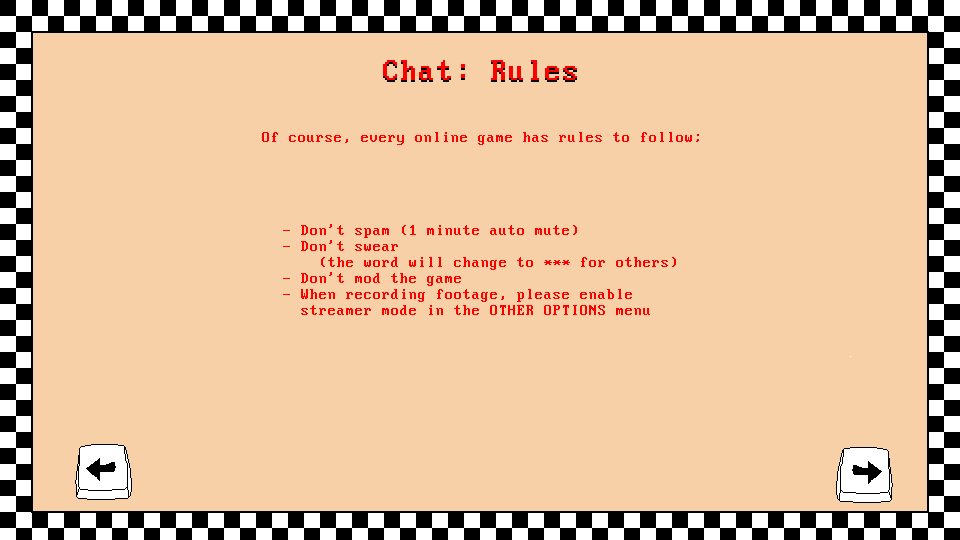 Chat: Rules
Of course, every online game has rules to follow:
- Don't spam (1 minute auto mute)
- Don't swear
(the word will change to *** for others)
- Don't mod the game
- When recording footage, please enable
streamer mode in the OTHER OPTIONS menu